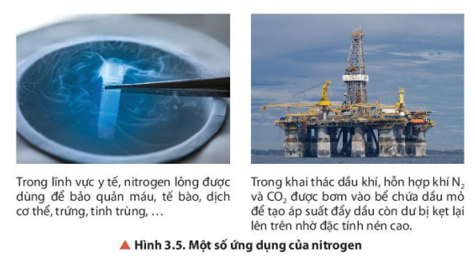 Trong lĩnh vực y tế, nitrogen lỏng được
dùng để bảo quản máu, tế bào, dịch
cơ thể, trứng, tinh trùng, …
Trong khai thác dầu khí, hỗn hợp khí N₂
và CO₂ được bơm vào bể chứa dầu mỏ
để tạo áp suất đẩy dầu còn dư bị kẹt lại
lên trên nhờ đặc tính nén cao.
▲ Hình 3.5. Một số ứng dụng của nitrogen